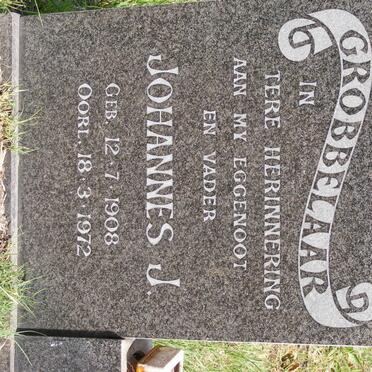 GROBBELAAR
IN
TERE HERINNERING
AAN MY EGGENOOT
EN VADER
JOHANNES J.
GEB. 12.7.1908
OORL. 18.3.1972